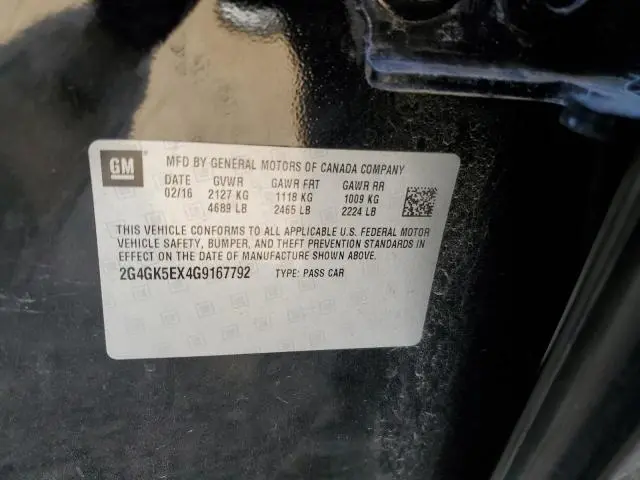 GM
MFD BY GENERAL MOTORS OF CANADA COMPANY
DATE GVWR GAWR FRT GAWR RR
02/16 2127 KG 1118 KG 1009 KG
4689 LB 2465 LB 2224 LB
THIS VEHICLE CONFORMS TO ALL APPLICABLE U.S. FEDERAL MOTOR
VEHICLE SAFETY, BUMPER, AND THEFT PREVENTION STANDARDS IN
EFFECT ON THE DATE OF MANUFACTURE SHOWN ABOVE.
2G4GK5EX4G9167792 TYPE: PASS CAR